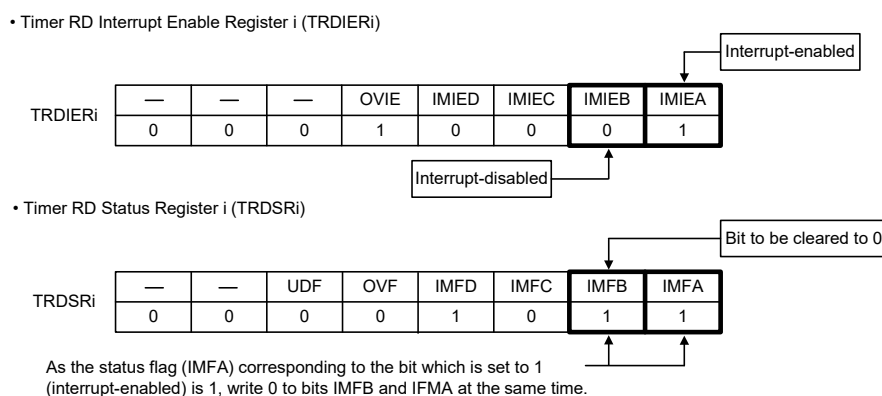 • Timer RD Interrupt Enable Register i (TRDIERi)
Interrupt-enabled
TRDIERi
— — — OVIE IMIED IMIEC IMIEB IMIEA
0 0 0 1 0 0 0 1
Interrupt-disabled
• Timer RD Status Register i (TRDSRi)
Bit to be cleared to 0
TRDSRi
— — UDF OVF IMFD IMFC IMFB IMFA
0 0 0 0 1 0 1 1
As the status flag (IMFA) corresponding to the bit which is set to 1
(interrupt-enabled) is 1, write 0 to bits IMFB and IFMA at the same time.